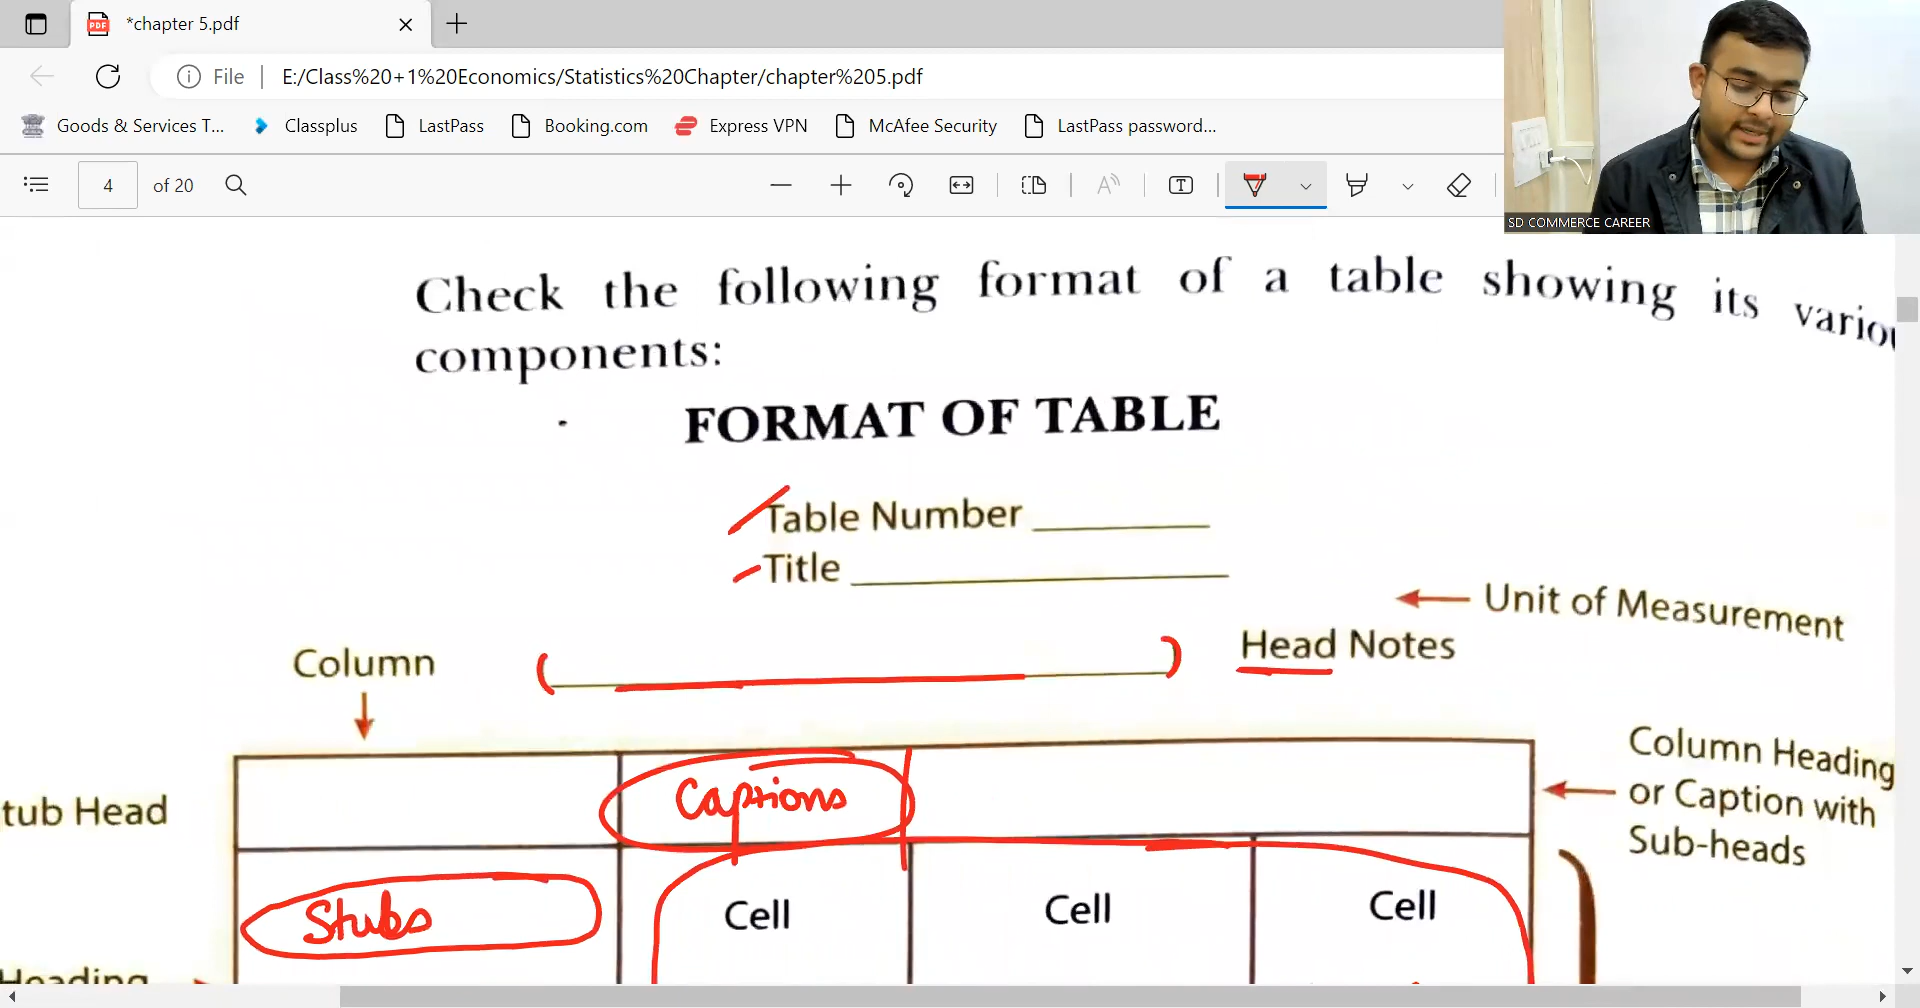 *chapter 5.pdf
File
E:/Class%20+1%20Economics/Statistics%20Chapter/chapter%205.pdf
Goods & Services T...
Classplus
LastPass
Booking.com
Express VPN
McAfee Security
LastPass password...
4 of 20
SD COMMERCE CAREER
Check the following format of a table showing its variou
components:
FORMAT OF TABLE
Table Number
Title
Unit of Measurement
Head Notes
Column
Column Heading
or Caption with
Sub-heads
tub Head
Captions
Stubs
Cell Cell Cell
Heading